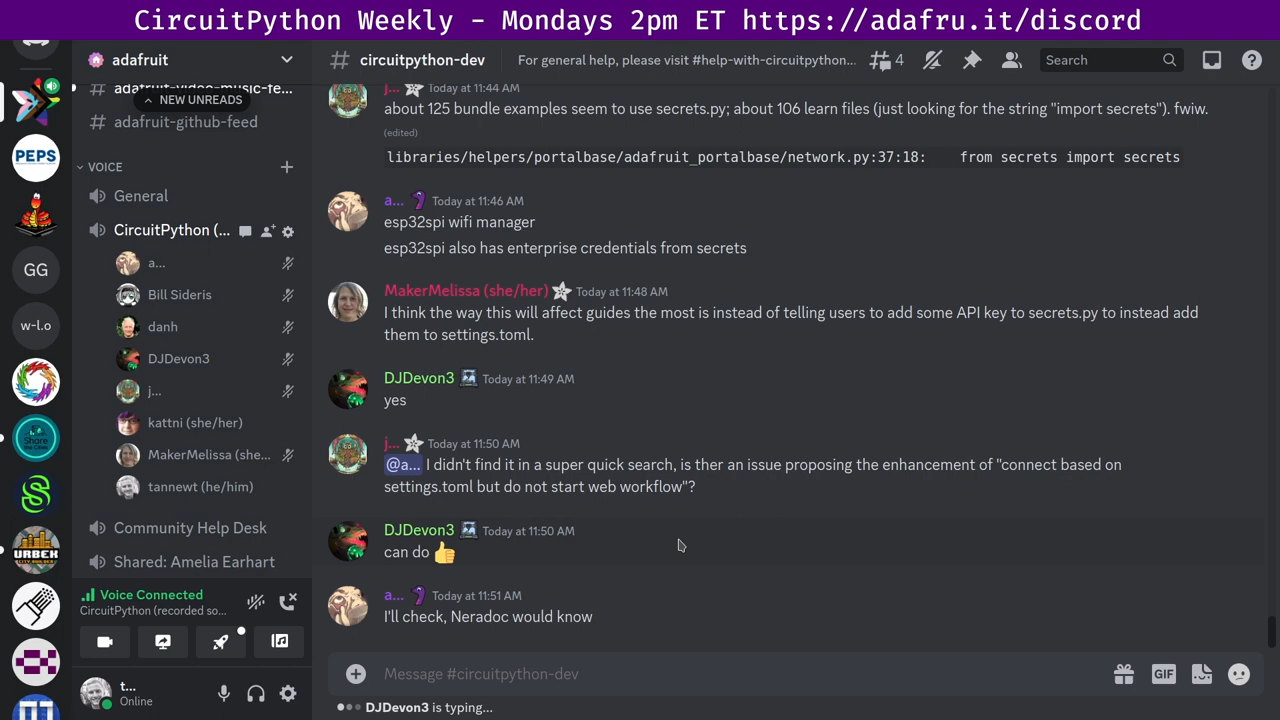 CircuitPython Weekly - Mondays 2pm ET https://adafru.it/discord
adafruit
circuitpython-dev
For general help, please visit #help-with-circuitpython...
4
Search
adafruit-video-music-fe...
NEW UNREADS
adafruit-github-feed
VOICE
General
CircuitPython (...
a...
Bill Sideris
danh
DJDevon3
j...
kattni (she/her)
MakerMelissa (she...
tannewt (he/him)
Community Help Desk
Shared: Amelia Earhart
Voice Connected
CircuitPython (recorded so...
t...
Online
PEPS
GG
w-l.o
Share
the Cities
URBEK
j... Today at 11:44 AM
about 125 bundle examples seem to use secrets.py; about 106 learn files (just looking for the string "import secrets"). fwiw.
(edited)
libraries/helpers/portalbase/adafruit_portalbase/network.py:37:18:    from secrets import secrets
a... Today at 11:46 AM
esp32spi wifi manager
esp32spi also has enterprise credentials from secrets
MakerMelissa (she/her) Today at 11:48 AM
I think the way this will affect guides the most is instead of telling users to add some API key to secrets.py to instead add
them to settings.toml.
DJDevon3 Today at 11:49 AM
yes
j... Today at 11:50 AM
@a... I didn't find it in a super quick search, is ther an issue proposing the enhancement of "connect based on
settings.toml but do not start web workflow"?
DJDevon3 Today at 11:50 AM
can do 👍
a... Today at 11:51 AM
I'll check, Neradoc would know
Message #circuitpython-dev
GIF
DJDevon3 is typing...